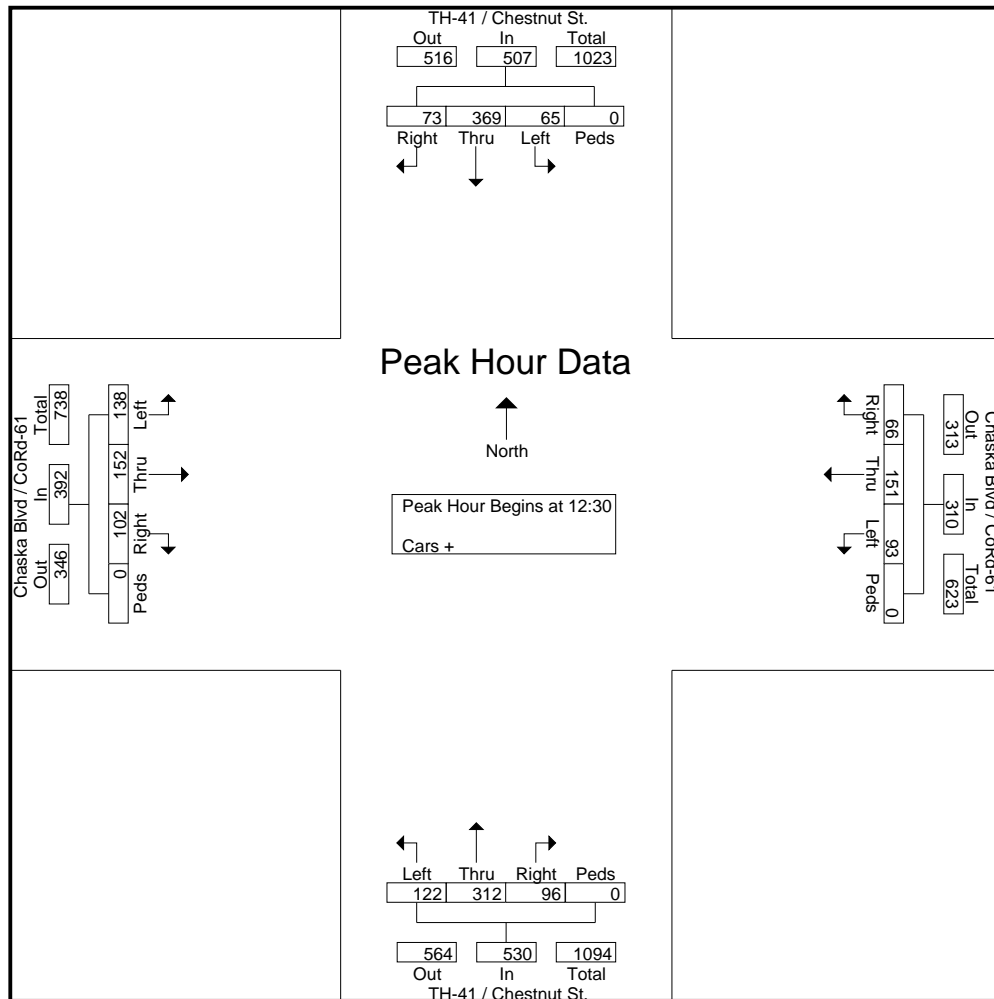 TH-41 / Chestnut St.
Out In Total
516 507 1023
73 369 65 0
Right Thru Left Peds
Peak Hour Data
North
Peak Hour Begins at 12:30
Cars +
Chaska Blvd / CoRd-61
Out In Total
346 392 738
Left Thru Right Peds
138 152 102 0
Chaska Blvd / CoRd-61
Out In Total
313 310 623
Right Thru Left Peds
66 151 93 0
Left Thru Right Peds
122 312 96 0
564 530 1094
Out In Total
TH-41 / Chestnut St.